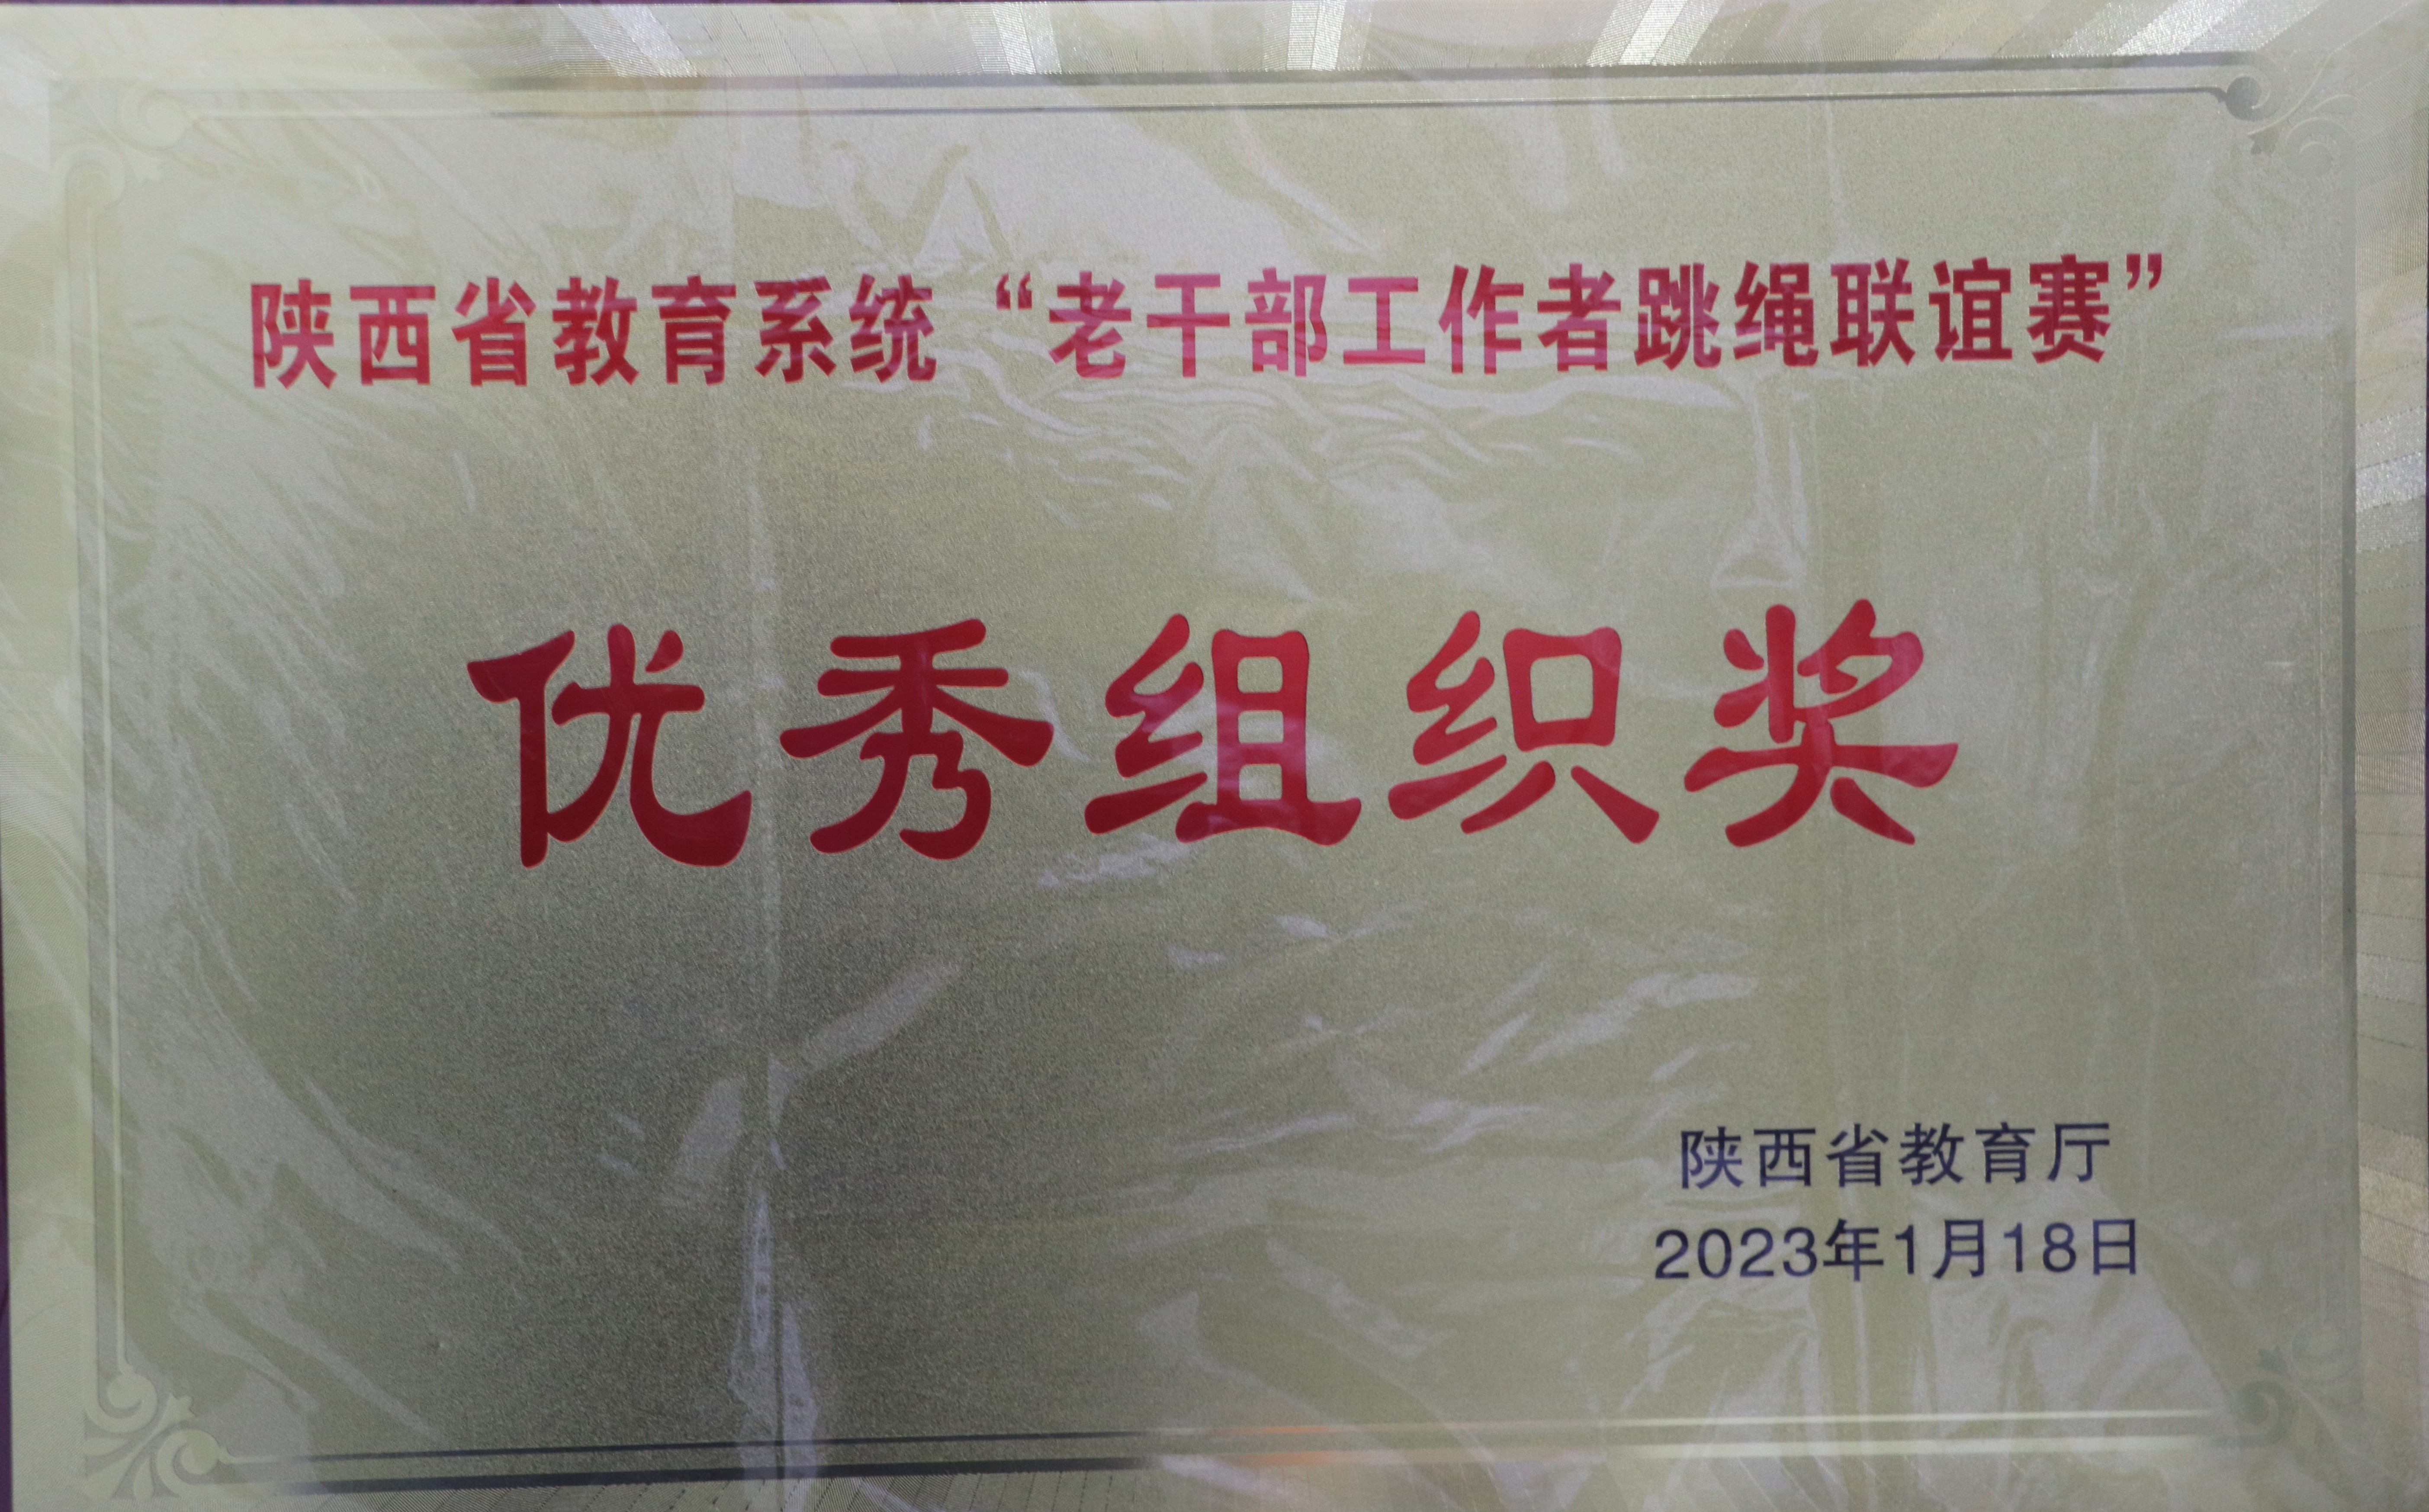 陕西省教育系统“老干部工作者跳绳联谊赛”
优秀组织奖
陕西省教育厅
2023年1月18日